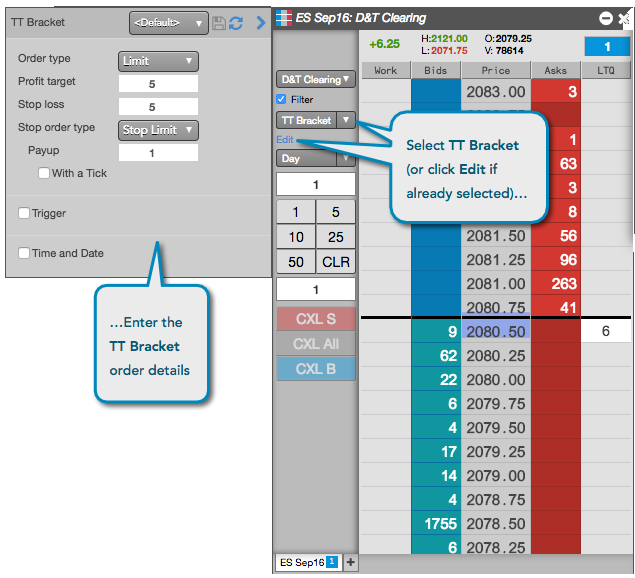 TT Bracket <Default>
Order type Limit
Profit target 5
Stop loss 5
Stop order type Stop Limit
Payup 1
With a Tick
Trigger
Time and Date
…Enter the
TT Bracket
order details
ES Sep16: D&T Clearing
+6.25 H:2121.00 O:2079.25 1
L: 2071.75 V: 78614
Work Bids Price Asks LTQ
D&T Clearing
Filter
TT Bracket
Edit
Day
1
1 5
10 25
50 CLR
1
CXL S
CXL All
CXL B
Select TT Bracket
(or click Edit if
already selected)…
2083.00 3
1
63
3
8
2081.50 56
2081.25 96
2081.00 263
2080.75 41
9 2080.50 6
62 2080.25
22 2080.00
6 2079.75
4 2079.50
17 2079.25
14 2079.00
4 2078.75
1755 2078.50
6 2078.25
ES Sep16 1 +